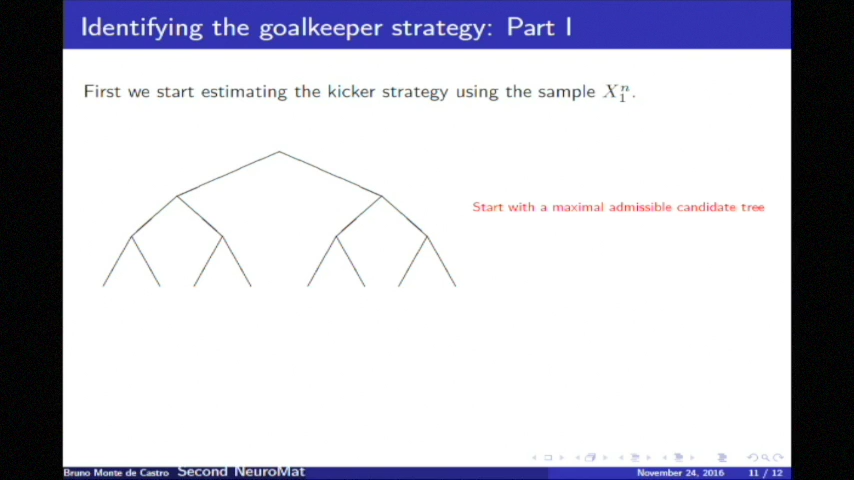 Identifying the goalkeeper strategy: Part I
First we start estimating the kicker strategy using the sample X₁ⁿ.
Start with a maximal admissible candidate tree
Bruno Monte de Castro Second NeuroMat November 24, 2016 11 / 12